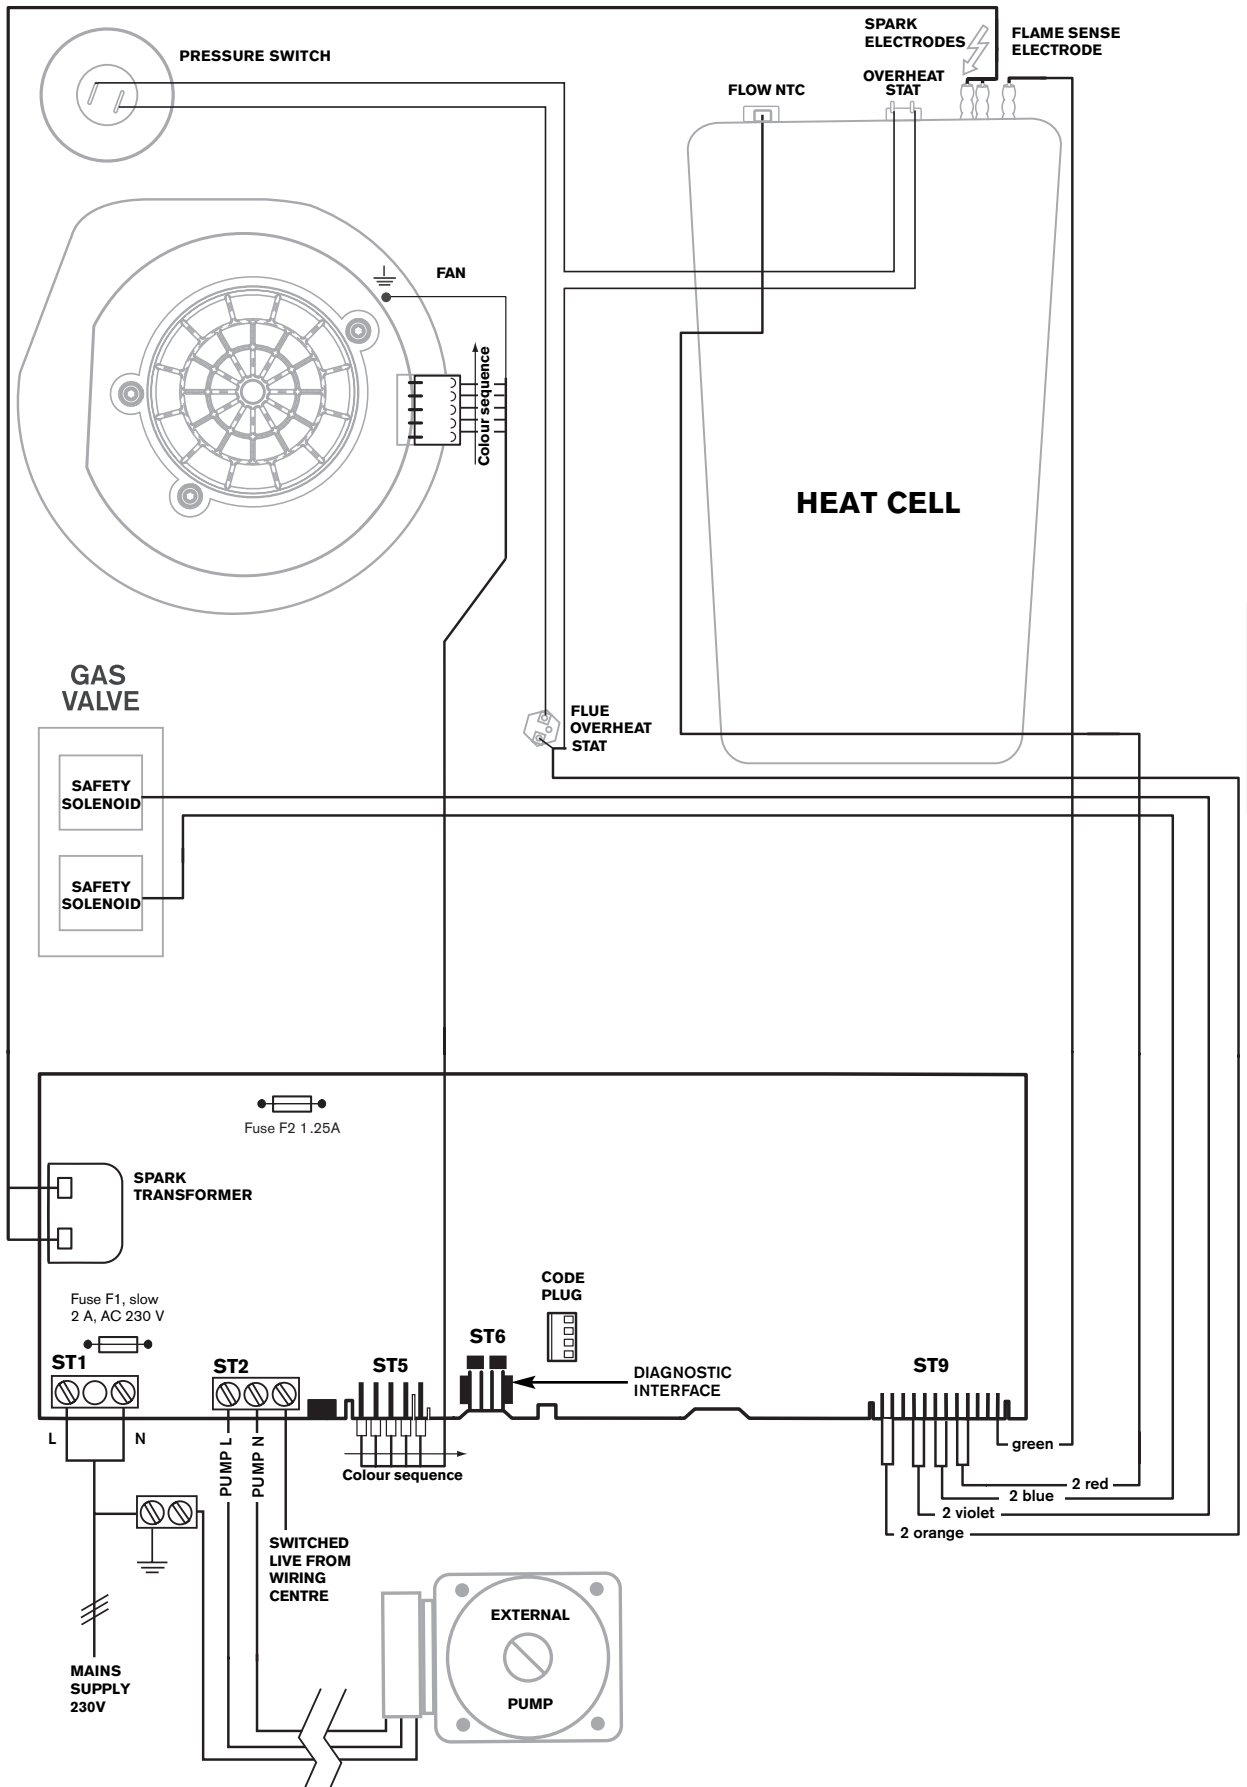 SPARK
ELECTRODES
FLAME SENSE
ELECTRODE
PRESSURE SWITCH
OVERHEAT
STAT
FLOW NTC
FAN
Colour sequence
HEAT CELL
GAS
VALVE
FLUE
OVERHEAT
STAT
SAFETY
SOLENOID
SAFETY
SOLENOID
Fuse F2 1.25A
SPARK
TRANSFORMER
CODE
PLUG
Fuse F1, slow
2 A, AC 230 V
ST1
ST2
ST5
ST6
ST9
DIAGNOSTIC
INTERFACE
L
N
PUMP L
PUMP N
Colour sequence
green
2 red
2 blue
2 violet
2 orange
SWITCHED
LIVE FROM
WIRING
CENTRE
EXTERNAL
PUMP
MAINS
SUPPLY
230V